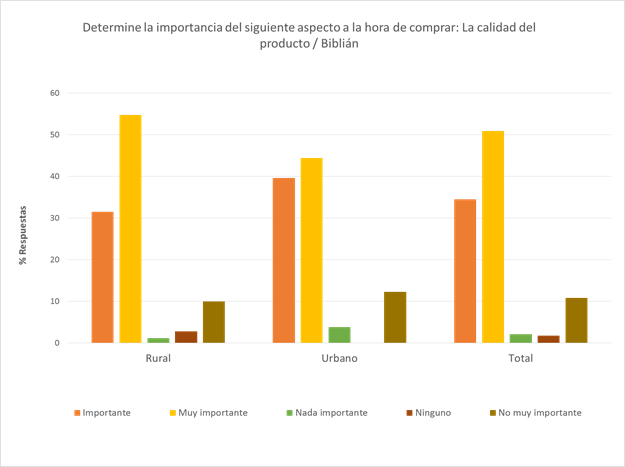 Determine la importancia del siguiente aspecto a la hora de comprar: La calidad del
producto / Biblián
60
50
40
30
20
10
0
% Respuestas
Rural
Urbano
Total
Importante
Muy importante
Nada importante
Ninguno
No muy importante